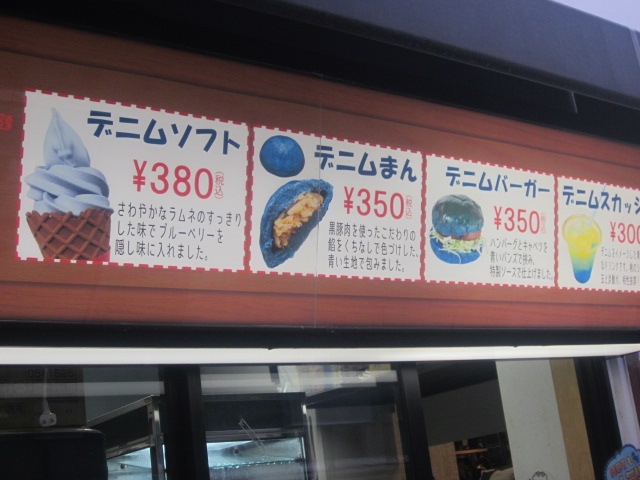 デニムソフト
¥380(税込)
さわやかなラムネのすっきり
した味でブルーベリーを
隠し味に入れました。
デニムまん
¥350(税込)
黒豚肉を使ったこだわりの
餡をくちなしで色づけした、
青い生地で包みました。
デニムバーガー
¥350(税込)
ハンバーグとキャベツを
青いバンズで挟み、
特製ソースで仕上げました。
デニムスカッシ
¥300